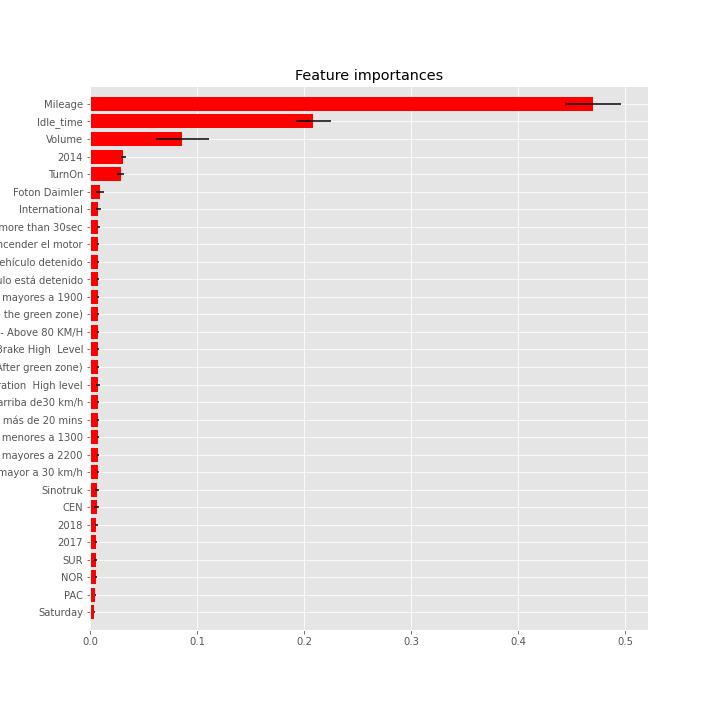 Feature importances
Mileage
Idle_time
Volume
2014
TurnOn
Foton Daimler
International
more than 30sec
ncender el motor
ehículo detenido
ulo está detenido
mayores a 1900
the green zone)
- Above 80 KM/H
Brake High  Level
After green zone)
ration  High level
arriba de30 km/h
más de 20 mins
menores a 1300
mayores a 2200
mayor a 30 km/h
Sinotruk
CEN
2018
2017
SUR
NOR
PAC
Saturday
0.0 0.1 0.2 0.3 0.4 0.5